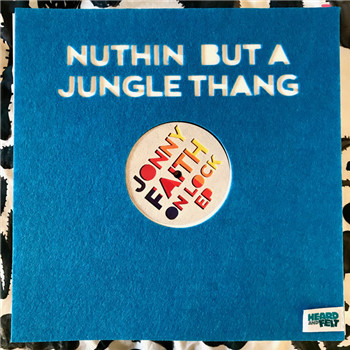 NUTHIN BUT A
JUNGLE THANG
JONNY
FAITH
ON LOCK
EP
HEARD
AND FELT